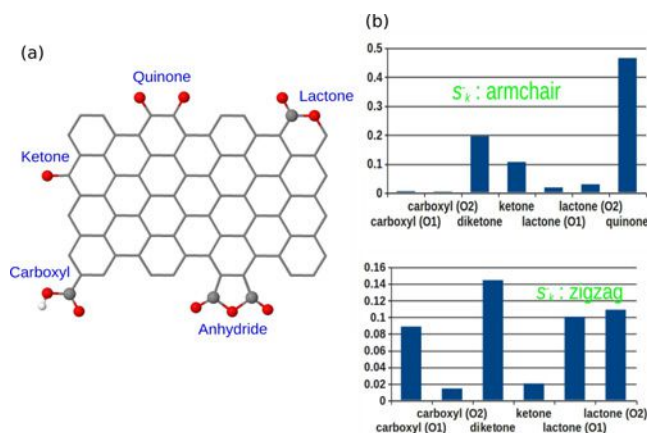 (a)
Quinone
Lactone
Ketone
Carboxyl
Anhydride
(b)
0.5
0.4
0.3
0.2
0.1
0
s⁻ₖ : armchair
carboxyl (O2) ketone lactone (O2)
carboxyl (O1) diketone lactone (O1) quinone
0.16
0.14
0.12
0.1
0.08
0.06
0.04
0.02
0
s⁻ₖ : zigzag
carboxyl (O2) ketone lactone (O2)
carboxyl (O1) diketone lactone (O1)